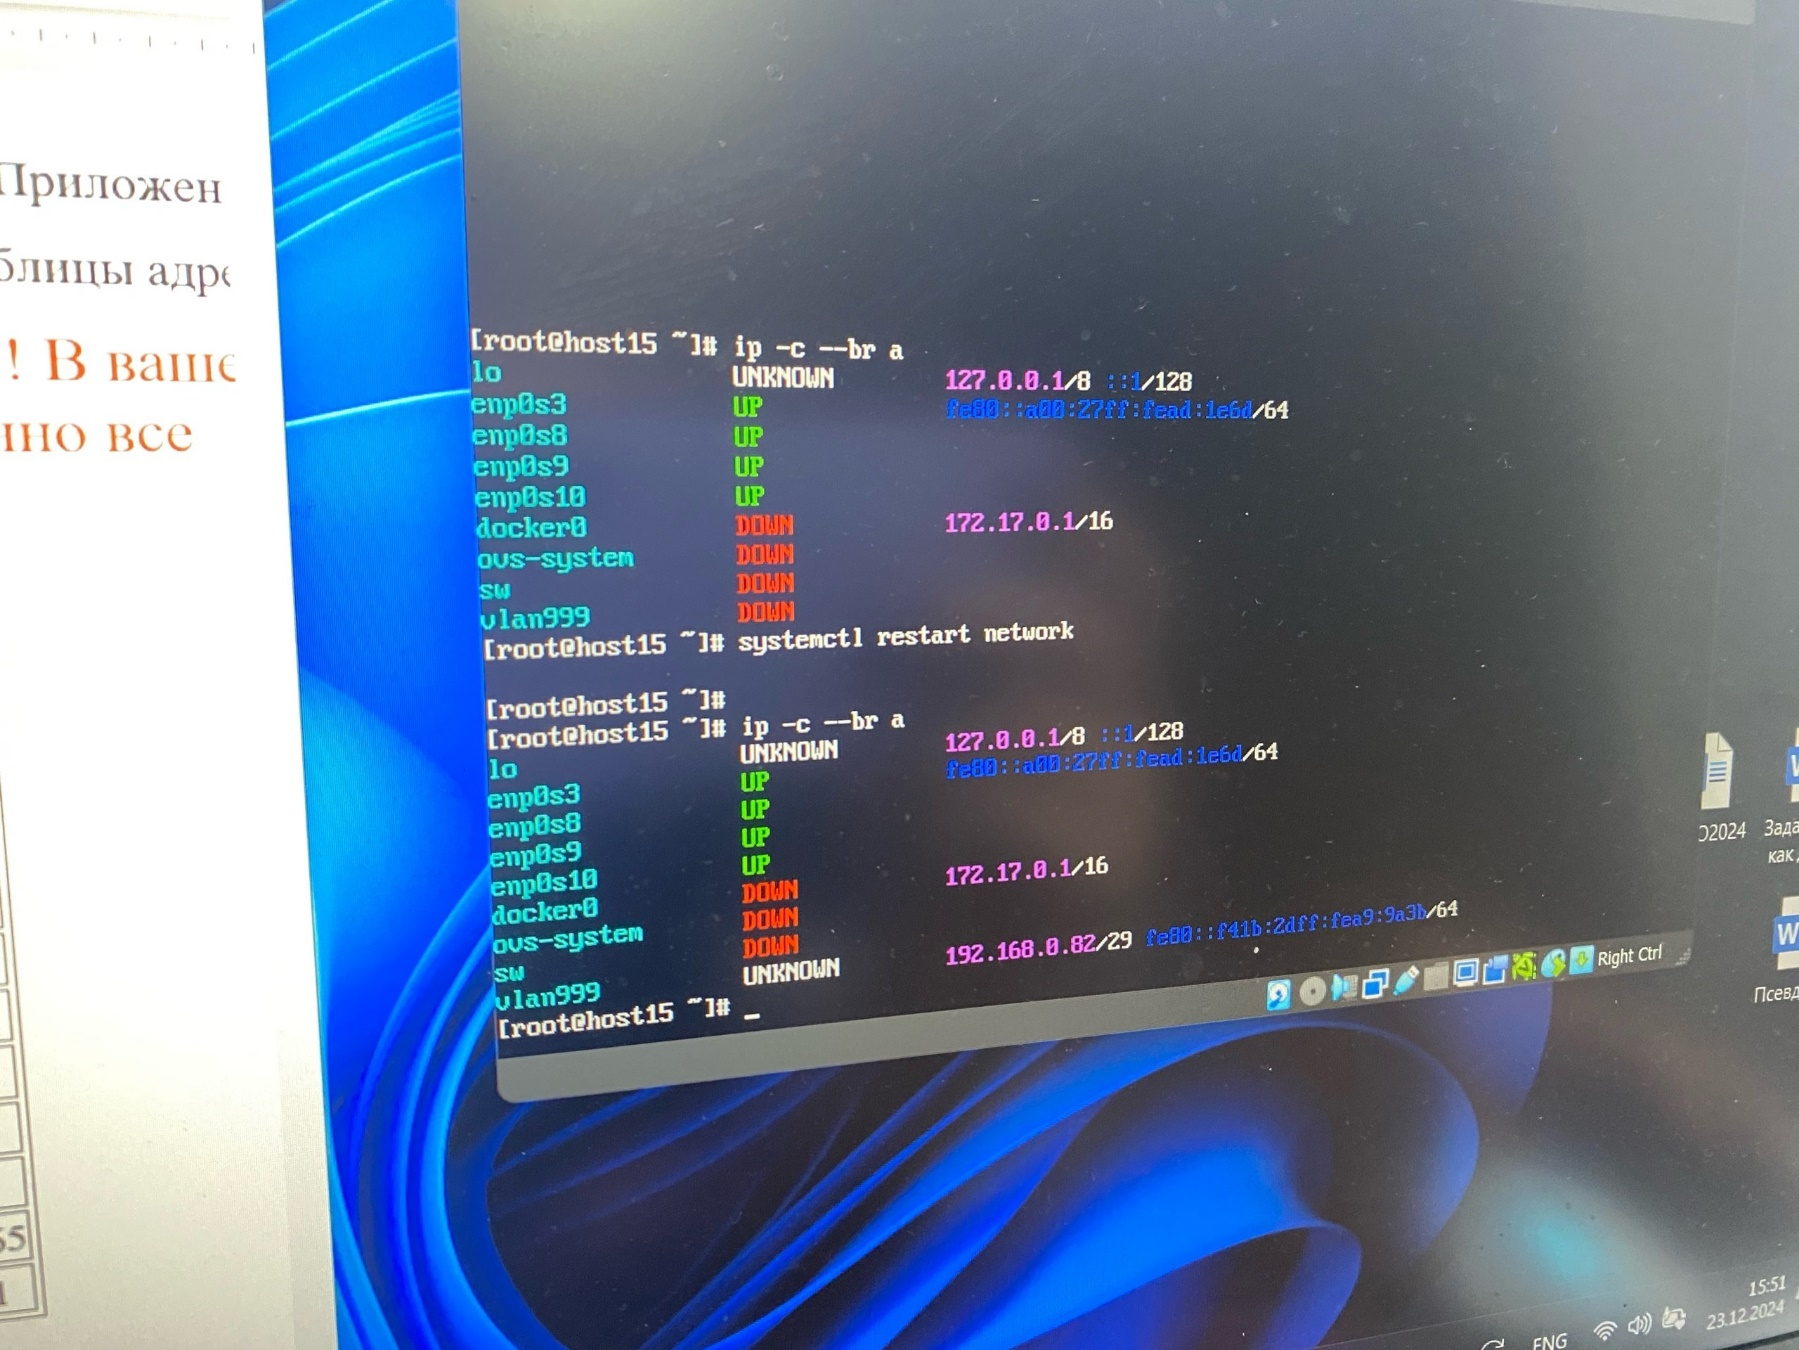 Приложен
блицы адре
! В ваше
нно все
[root@host15 ~]# ip -c --br a
lo UNKNOWN 127.0.0.1/8 ::1/128
enp0s3 UP fe80::a00:27ff:fead:1e6d/64
enp0s8 UP
enp0s9 UP
enp0s10 UP
docker0 DOWN 172.17.0.1/16
ovs-system DOWN
sw DOWN
vlan999 DOWN
[root@host15 ~]# systemctl restart network
[root@host15 ~]#
[root@host15 ~]# ip -c --br a
lo UNKNOWN 127.0.0.1/8 ::1/128
enp0s3 UP fe80::a00:27ff:fead:1e6d/64
enp0s8 UP
enp0s9 UP
enp0s10 UP
docker0 DOWN 172.17.0.1/16
ovs-system DOWN
sw DOWN
vlan999 UNKNOWN 192.168.0.82/29 fe80::f41b:2dff:fea9:9a3b/64
[root@host15 ~]# _
Right Ctrl
O2024
Зада
как
Псевд
ENG
15:51
23.12.2024